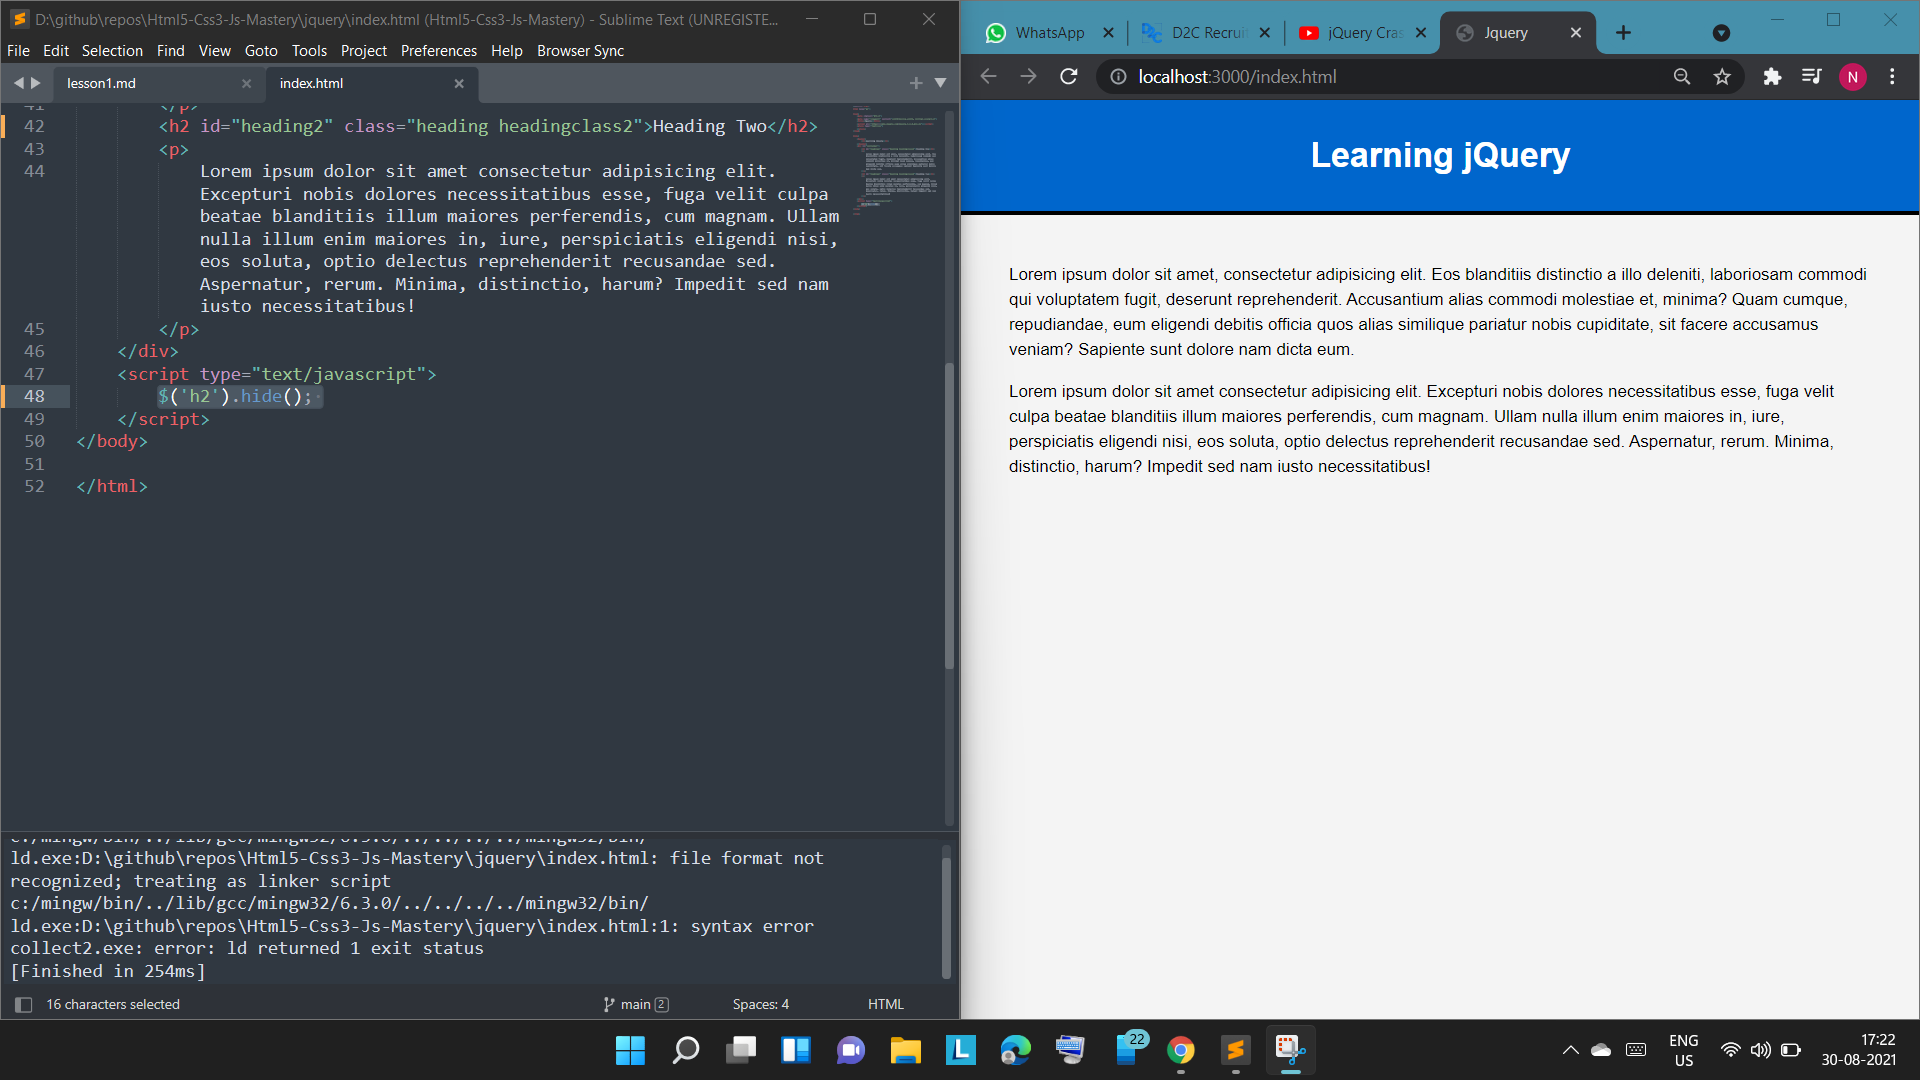 D:\github\repos\Html5-Css3-Js-Mastery\jquery\index.html (Html5-Css3-Js-Mastery) - Sublime Text (UNREGISTE...
File Edit Selection Find View Goto Tools Project Preferences Help Browser Sync
lesson1.md index.html
41 </p>
42 <h2 id="heading2" class="heading headingclass2">Heading Two</h2>
43 <p>
44 Lorem ipsum dolor sit amet consectetur adipisicing elit.
Excepturi nobis dolores necessitatibus esse, fuga velit culpa
beatae blanditiis illum maiores perferendis, cum magnam. Ullam
nulla illum enim maiores in, iure, perspiciatis eligendi nisi,
eos soluta, optio delectus reprehenderit recusandae sed.
Aspernatur, rerum. Minima, distinctio, harum? Impedit sed nam
iusto necessitatibus!
45 </p>
46 </div>
47 <script type="text/javascript">
48 $('h2').hide();
49 </script>
50 </body>
51
52 </html>
c:/mingw/bin/../lib/gcc/mingw32/6.3.0/../../../../mingw32/bin/
ld.exe:D:\github\repos\Html5-Css3-Js-Mastery\jquery\index.html: file format not
recognized; treating as linker script
c:/mingw/bin/../lib/gcc/mingw32/6.3.0/../../../../mingw32/bin/
ld.exe:D:\github\repos\Html5-Css3-Js-Mastery\jquery\index.html:1: syntax error
collect2.exe: error: ld returned 1 exit status
[Finished in 254ms]
16 characters selected main 2 Spaces: 4 HTML
WhatsApp D2C Recruit jQuery Cras Jquery
localhost:3000/index.html N
Learning jQuery
Lorem ipsum dolor sit amet, consectetur adipisicing elit. Eos blanditiis distinctio a illo deleniti, laboriosam commodi
qui voluptatem fugit, deserunt reprehenderit. Accusantium alias commodi molestiae et, minima? Quam cumque,
repudiandae, eum eligendi debitis officia quos alias similique pariatur nobis cupiditate, sit facere accusamus
veniam? Sapiente sunt dolore nam dicta eum.
Lorem ipsum dolor sit amet consectetur adipisicing elit. Excepturi nobis dolores necessitatibus esse, fuga velit
culpa beatae blanditiis illum maiores perferendis, cum magnam. Ullam nulla illum enim maiores in, iure,
perspiciatis eligendi nisi, eos soluta, optio delectus reprehenderit recusandae sed. Aspernatur, rerum. Minima,
distinctio, harum? Impedit sed nam iusto necessitatibus!
22
ENG
US
17:22
30-08-2021